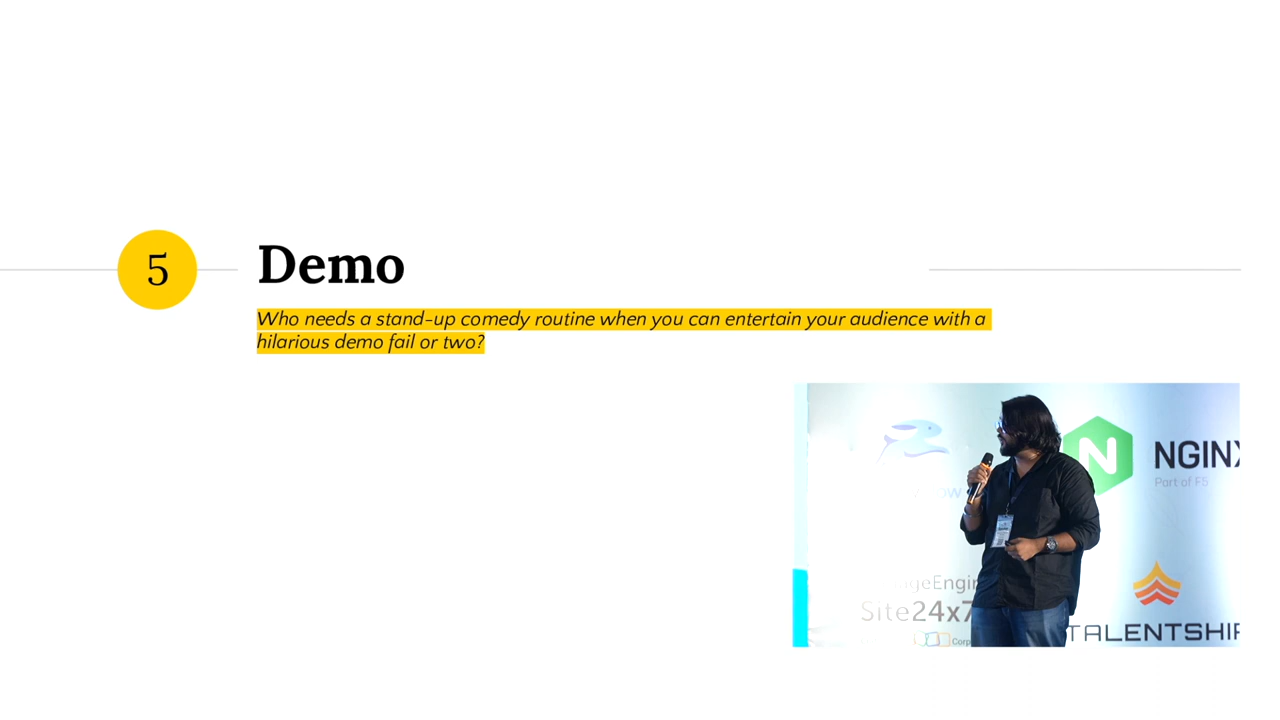 5
Demo
Who needs a stand-up comedy routine when you can entertain your audience with a
hilarious demo fail or two?
NGINX
Part of F5
Site24x7
TALENTSHIP